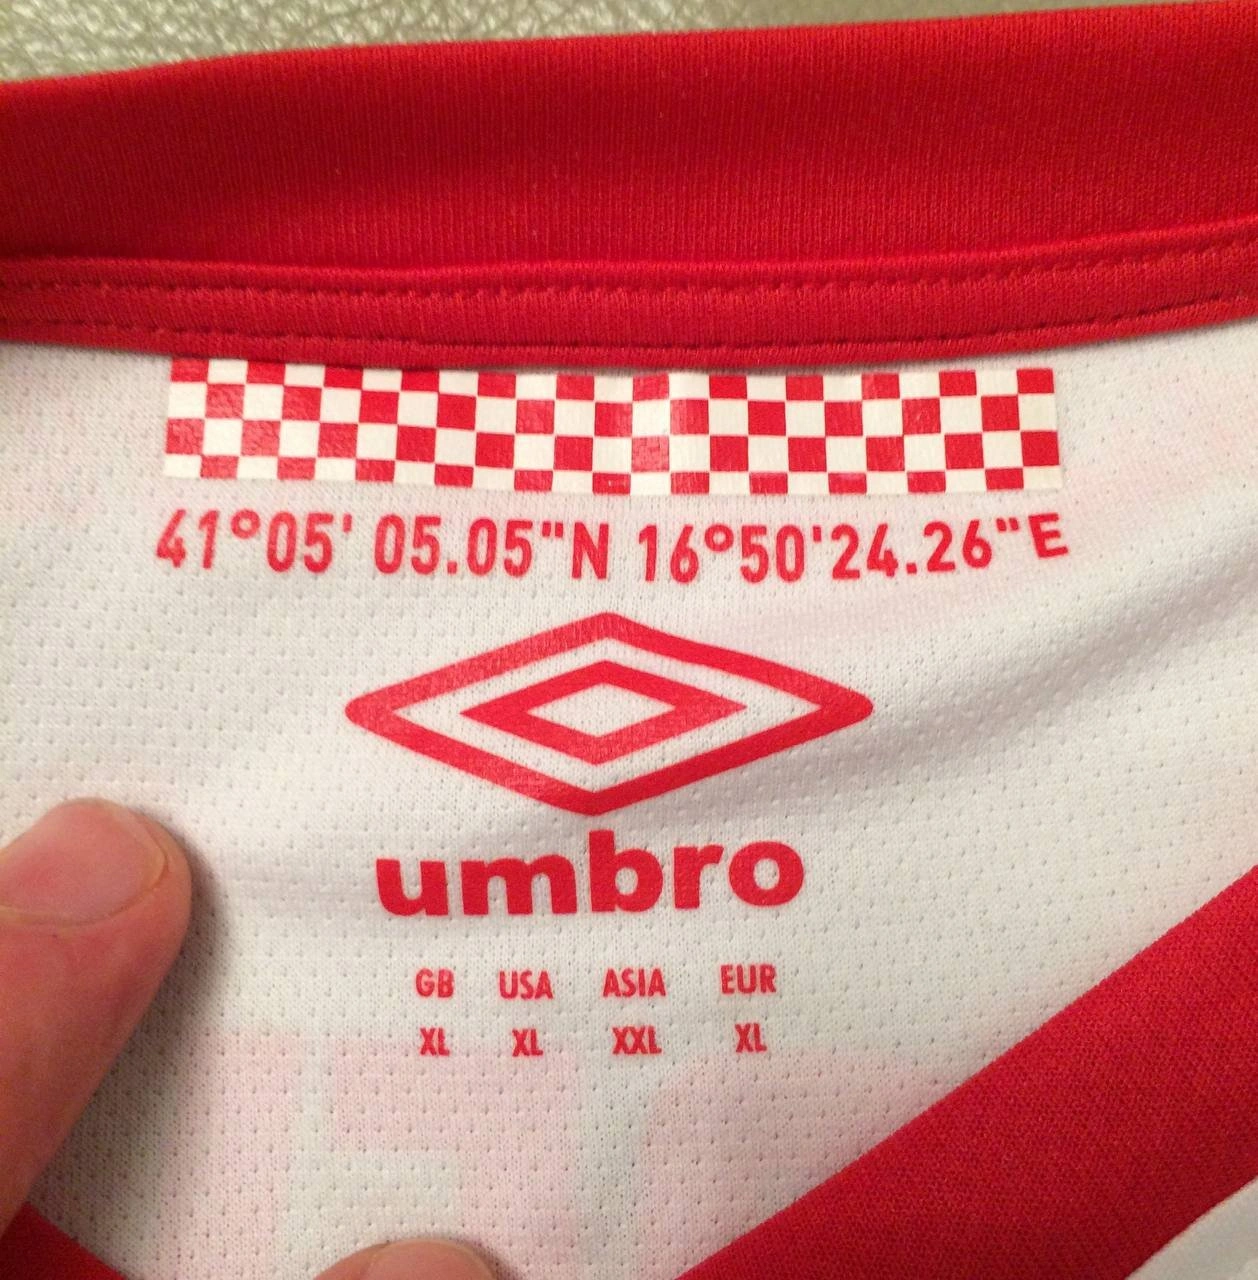 41°05' 05.05"N 16°50'24.26"E
umbro
GB USA ASIA EUR
XL XL XXL XL